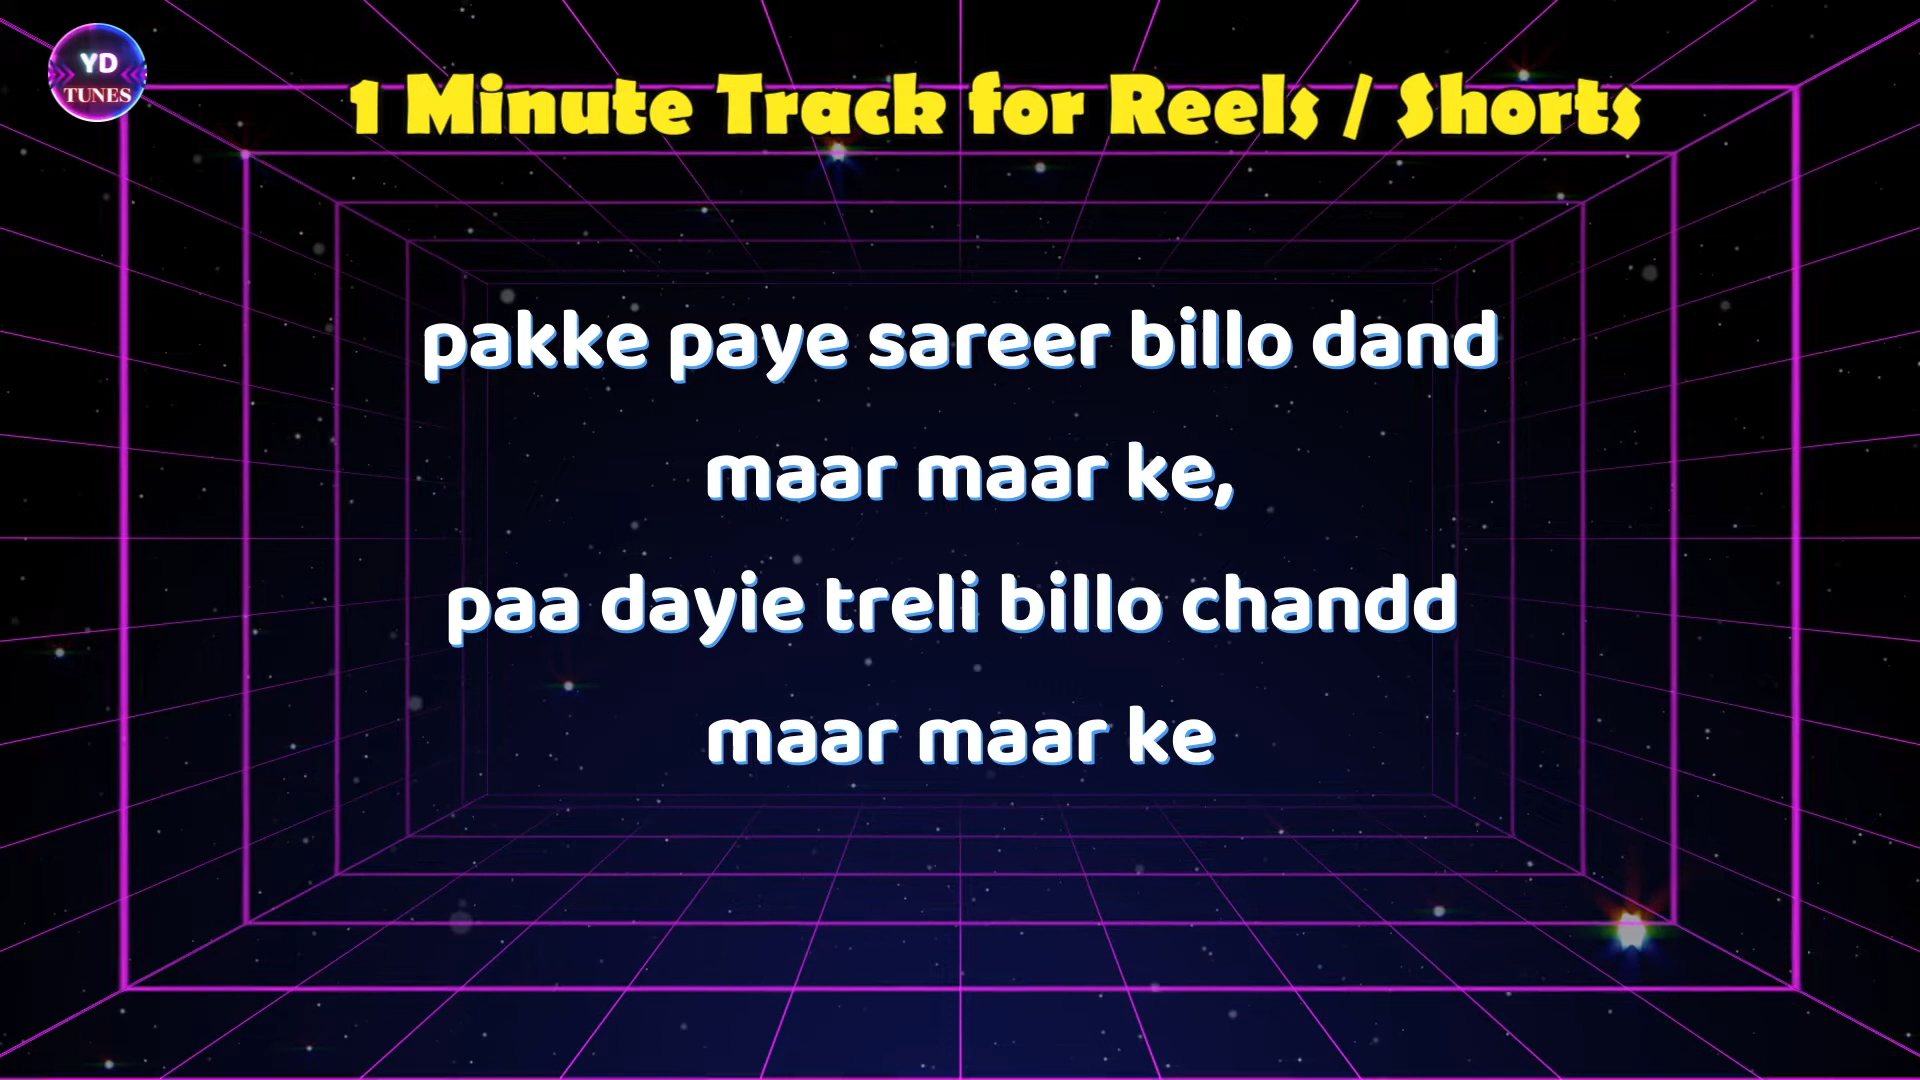 YD
TUNES
1 Minute Track for Reels / Shorts
pakke paye sareer billo dand
maar maar ke,
paa dayie treli billo chandd
maar maar ke